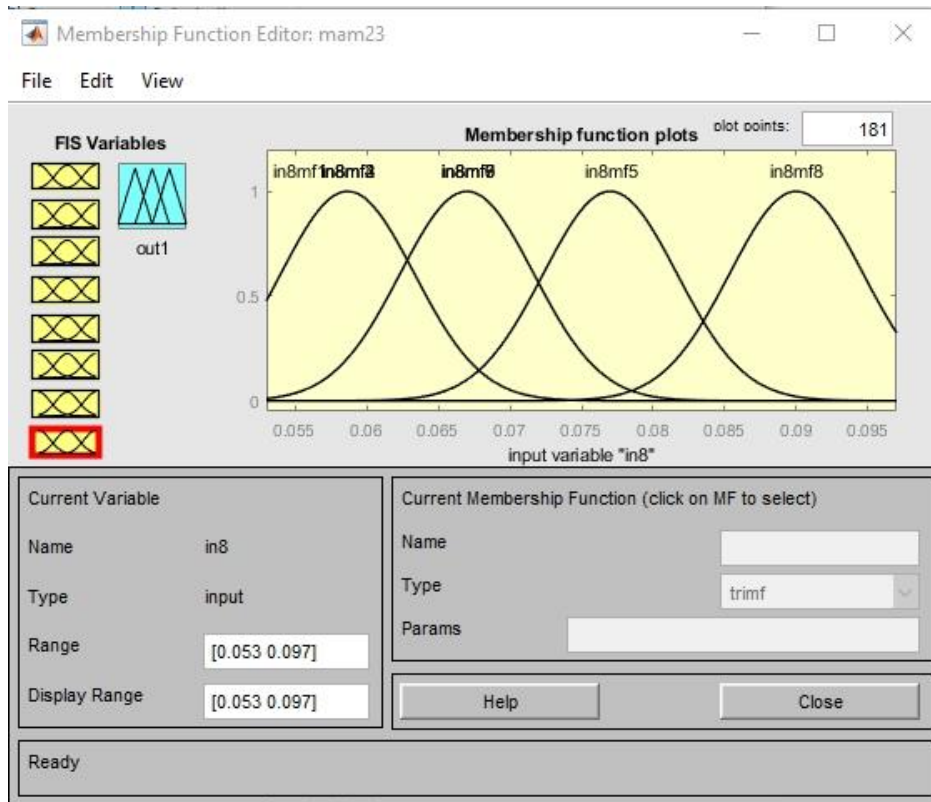 Membership Function Editor: mam23
File Edit View
FIS Variables
out1
Membership function plots
plot points:
181
in8mf5
in8mf8
1
0.5
0
0.055 0.06 0.065 0.07 0.075 0.08 0.085 0.09 0.095
input variable "in8"
Current Variable
Name in8
Type input
Range [0.053 0.097]
Display Range [0.053 0.097]
Current Membership Function (click on MF to select)
Name
Type trimf
Params
Help Close
Ready